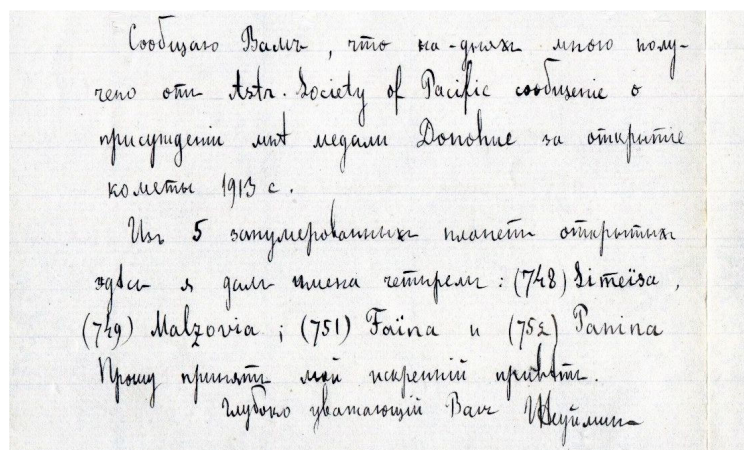 Сообщаю Вамъ, что на-дняхъ мною полу-
чено отъ Astr. Society of Pacific сообщеніе о
присужденіи мнѣ медали Donohue за открытіе
кометы 1913 c.
Изъ 5 занумерованныхъ планетъ открытыхъ
здѣсь я далъ имена четыремъ: (748) Simeïsa,
(749) Malzovia; (751) Faïna и (752) Panina
Прошу принять мой искренній привѣтъ.
Глубоко уважающій Васъ Г. Неуйминъ